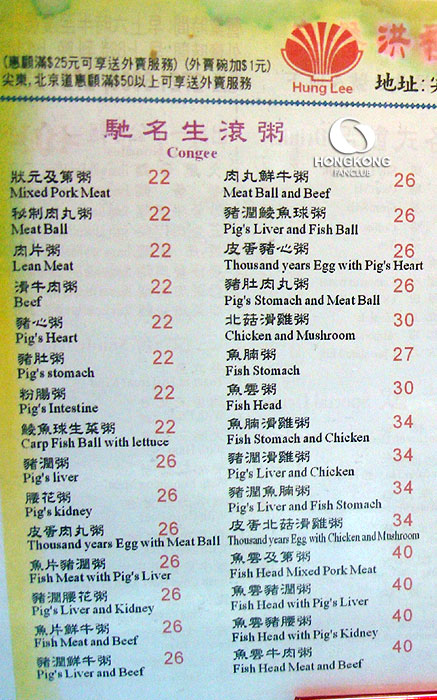 (惠顧滿$25元可享送外賣服務) (外賣碗加$1元)
尖東,北京道惠顧滿$50以上可享送外賣服務
Hung Lee
洪
地址:尖
馳名生滾粥
Congee
HONGKONG
FANCLUB
狀元及第粥 22
Mixed Pork Meat
秘制肉丸粥 22
Meat Ball
肉片粥 22
Lean Meat
滑牛肉粥 22
Beef
豬心粥 22
Pig's Heart
豬肚粥 22
Pig's stomach
粉腸粥 22
Pig's Intestine
鯪魚球生菜粥 22
Carp Fish Ball with lettuce
豬潤粥 26
Pig's liver
腰花粥 26
Pig's kidney
皮蛋肉丸粥 26
Thousand years Egg with Meat Ball
魚片豬潤粥 26
Fish Meat with Pig's Liver
豬潤腰花粥 26
Pig's Liver and Kidney
魚片鮮牛粥 26
Fish Meat and Beef
豬潤鮮牛粥 26
Pig's Liver and Beef
肉丸鮮牛粥 26
Meat Ball and Beef
豬潤鯪魚球粥 26
Pig's Liver and Fish Ball
皮蛋豬心粥 26
Thousand years Egg with Pig's Heart
豬肚肉丸粥 26
Pig's Stomach and Meat Ball
北菇滑雞粥 30
Chicken and Mushroom
魚腩粥 27
Fish Stomach
魚雲粥 30
Fish Head
魚腩滑雞粥 34
Fish Stomach and Chicken
豬潤滑雞粥 34
Pig's Liver and Chicken
豬潤魚腩粥 34
Pig's Liver and Fish Stomach
皮蛋北菇滑雞粥 34
Thousand years Egg with Chicken and Mushroom
魚雲及第粥 40
Fish Head Mixed Pork Meat
魚雲豬潤粥 40
Fish Head with Pig's Liver
魚雲豬腰粥 40
Fish Head with Pig's Kidney
魚雲牛肉粥 40
Fish Head Meat and Beef